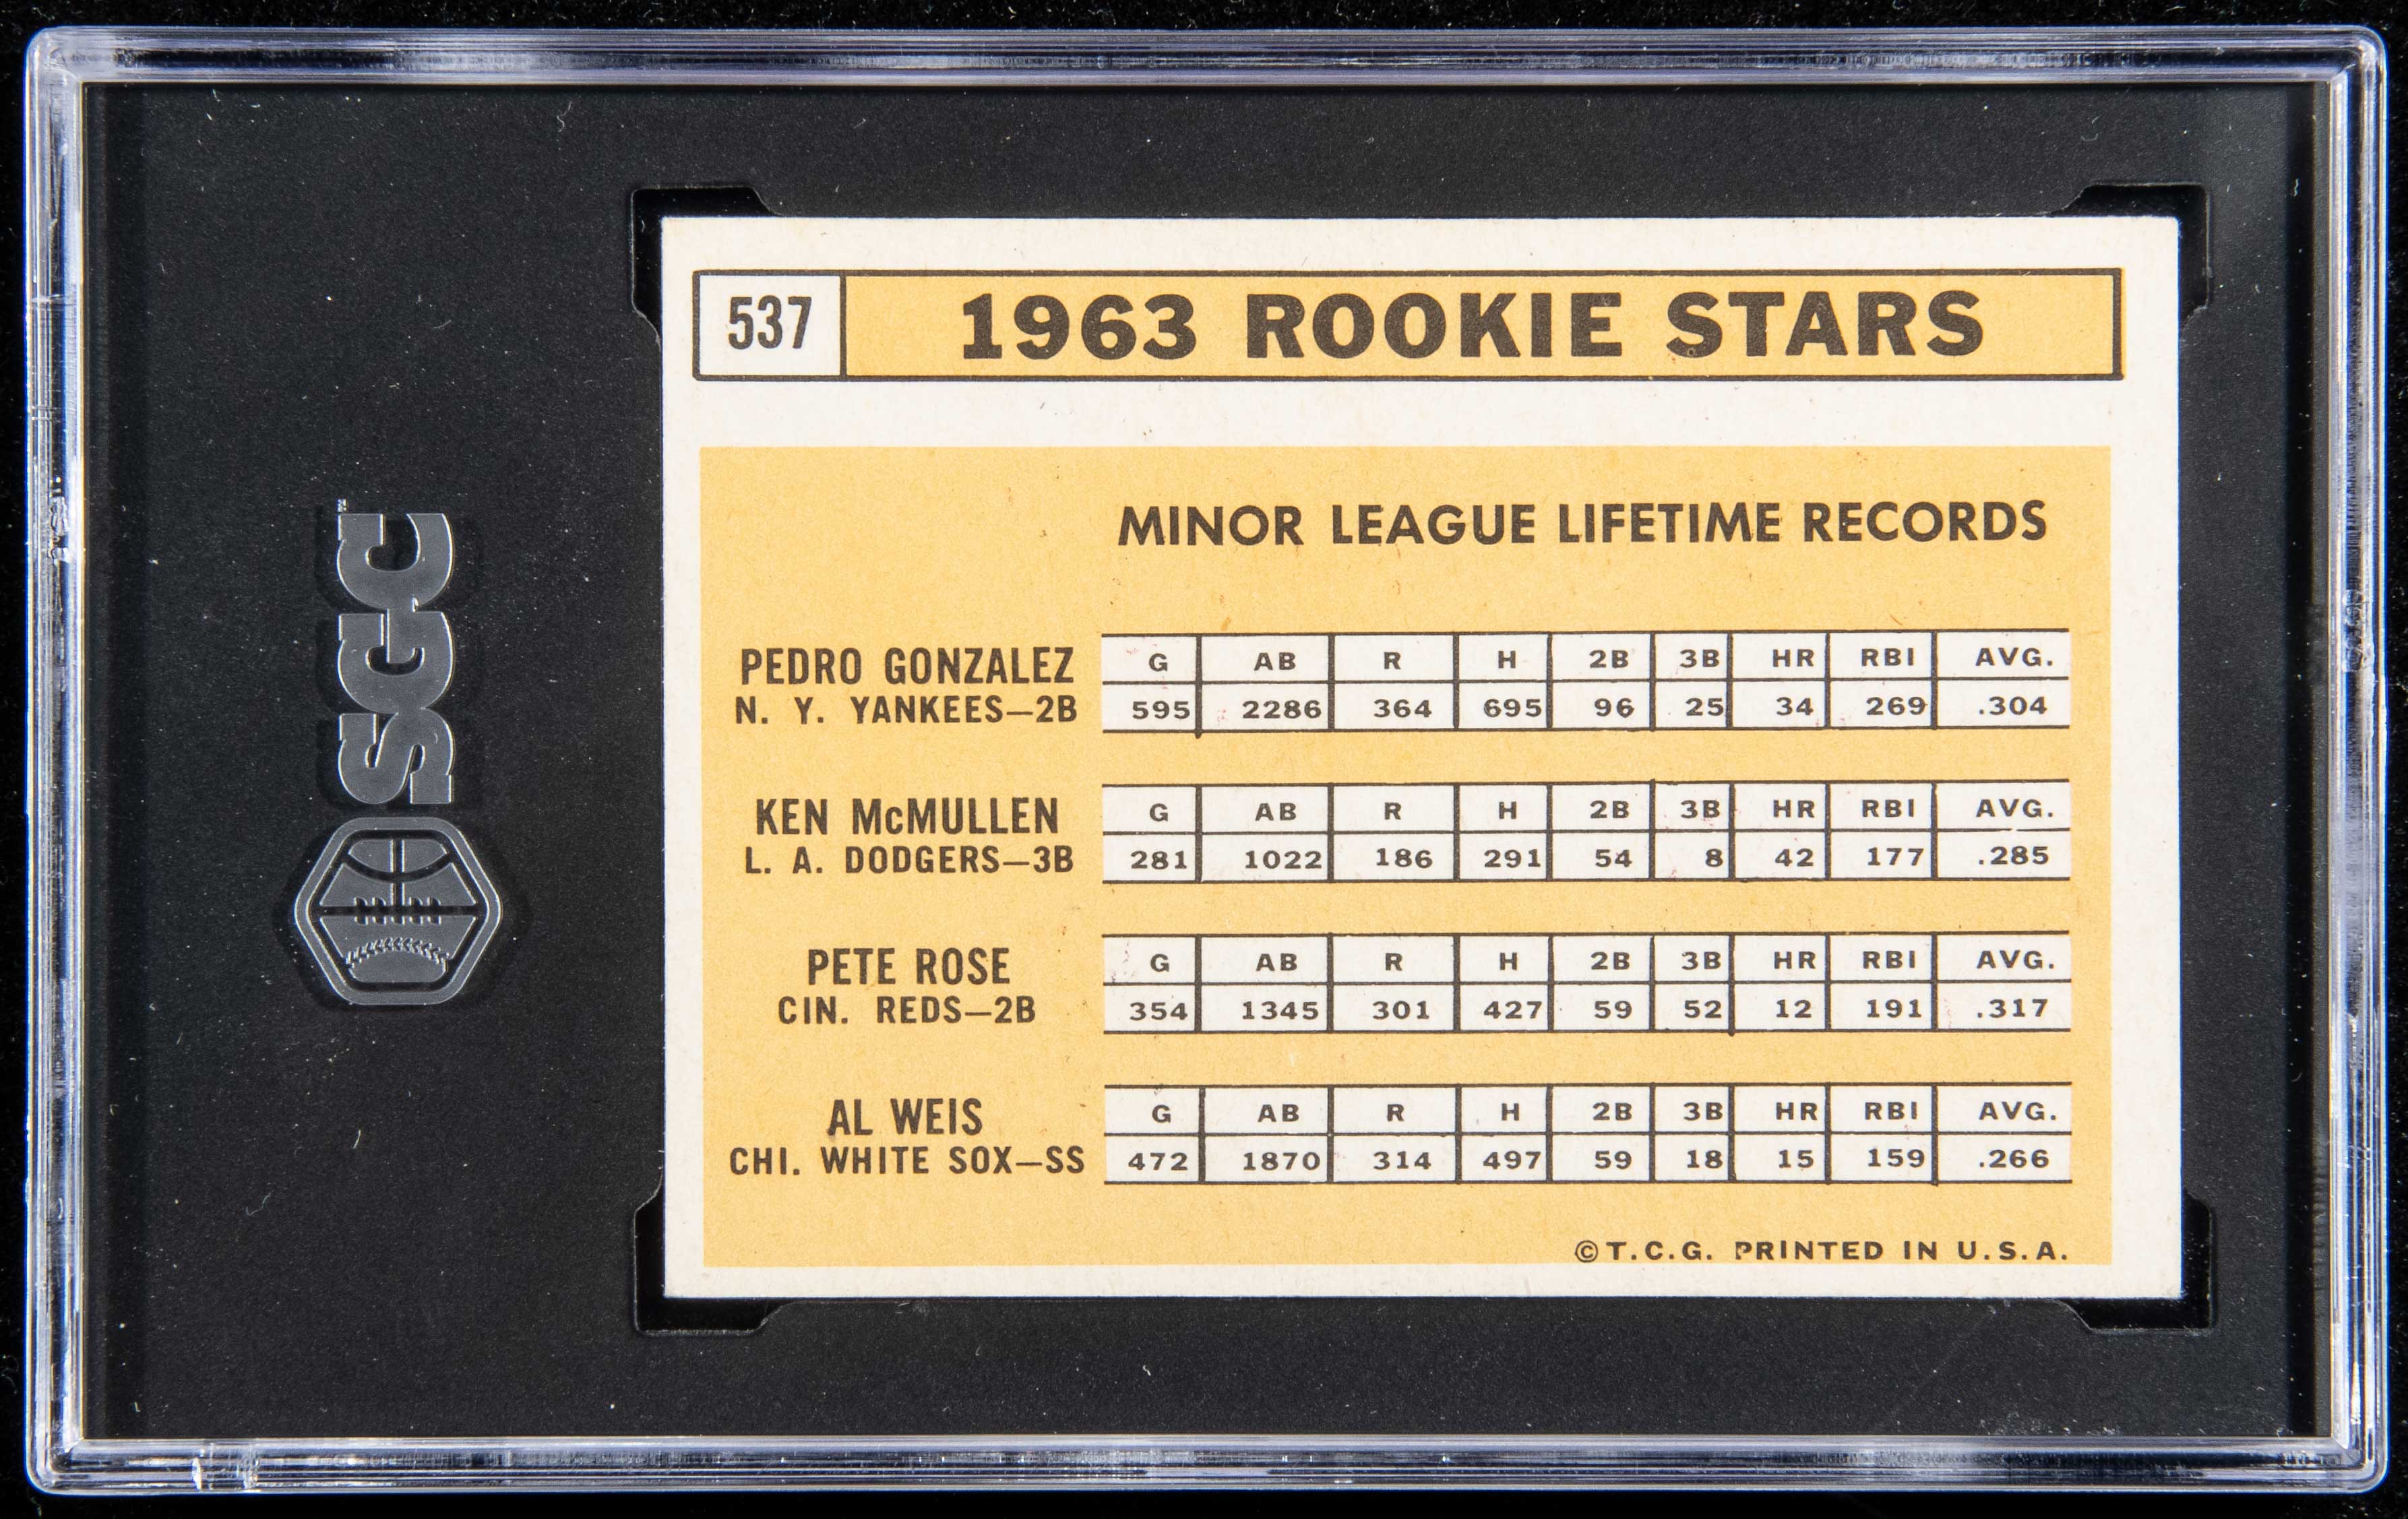 SGC
537 1963 ROOKIE STARS
MINOR LEAGUE LIFETIME RECORDS
PEDRO GONZALEZ G AB R H 2B 3B HR RBI AVG.
N. Y. YANKEES—2B 595 2286 364 695 96 25 34 269 .304
KEN McMULLEN G AB R H 2B 3B HR RBI AVG.
L. A. DODGERS—3B 281 1022 186 291 54 8 42 177 .285
PETE ROSE G AB R H 2B 3B HR RBI AVG.
CIN. REDS—2B 354 1345 301 427 59 52 12 191 .317
AL WEIS G AB R H 2B 3B HR RBI AVG.
CHI. WHITE SOX—SS 472 1870 314 497 59 18 15 159 .266
©T.C.G. PRINTED IN U.S.A.